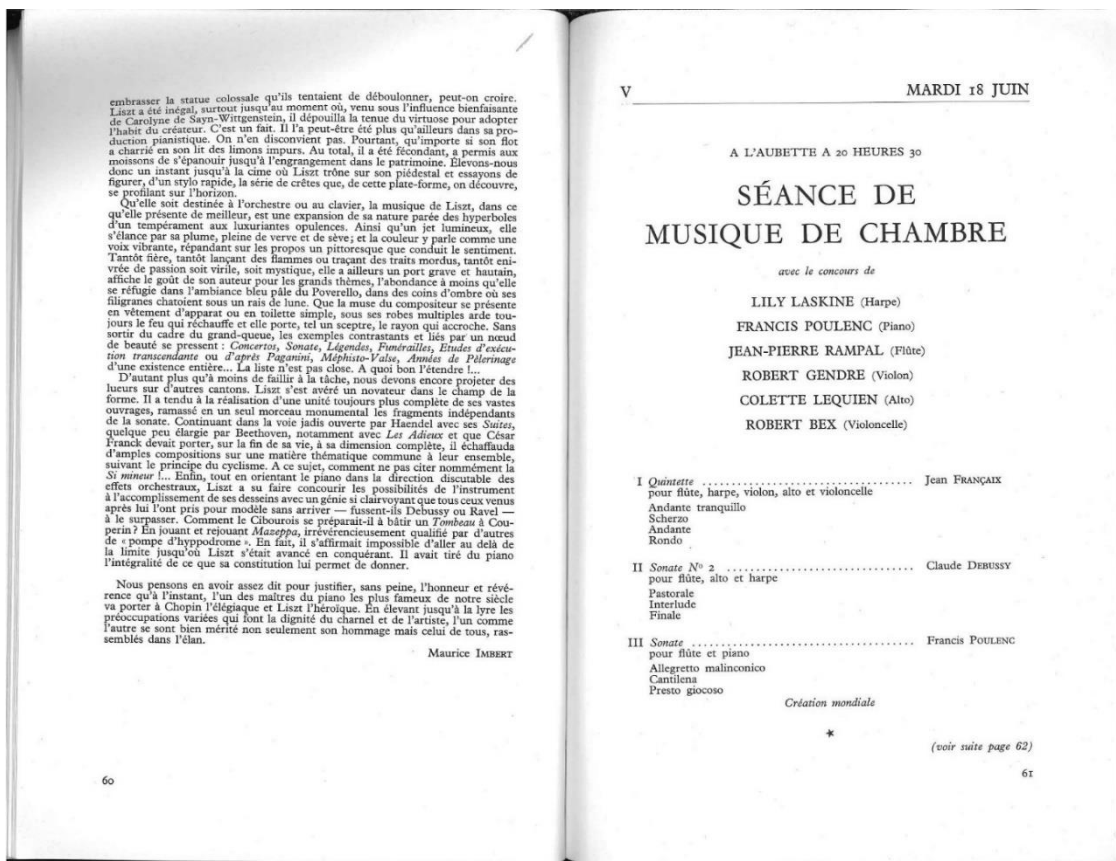 embrasser la statue colossale qu'ils tentaient de déboulonner, peut-on croire.
Liszt a été inégal, surtout jusqu'au moment où, venu sous l'influence bienfaisante
de Carolyne de Sayn-Wittgenstein, il dépouilla la tenue du virtuose pour adopter
l'habit du créateur. C'est un fait. Il l'a peut-être été plus qu'ailleurs dans sa pro-
duction pianistique. On n'en disconvient pas. Pourtant, qu'importe si son flot
a charrié en son lit des limons impurs. Au total, il a été fécondant, a permis aux
moissons de s'épanouir jusqu'à l'engrangement dans le patrimoine. Élevons-nous
donc un instant jusqu'à la cime où Liszt trône sur son piédestal et essayons de
figurer, d'un stylo rapide, la série de crêtes que, de cette plate-forme, on découvre,
se profilant sur l'horizon.
Qu'elle soit destinée à l'orchestre ou au clavier, la musique de Liszt, dans ce
qu'elle présente de meilleur, est une expansion de sa nature parée des hyperboles
d'un tempérament aux luxuriantes opulences. Ainsi qu'un jet lumineux, elle
s'élance par sa plume, pleine de verve et de sève; et la couleur y parle comme une
voix vibrante, répandant sur les propos un pittoresque que conduit le sentiment.
Tantôt fière, tantôt lançant des flammes ou traçant des traits mordus, tantôt eni-
vrée de passion soit virile, soit mystique, elle a ailleurs un port grave et hautain,
affiche le goût de son auteur pour les grands thèmes, l'abondance à moins qu'elle
se réfugie dans l'ambiance bleu pâle du Poverello, dans des coins d'ombre où ses
filigranes chatoient sous un rais de lune. Que la muse du compositeur se présente
en vêtement d'apparat ou en toilette simple, sous ses robes multiples arde tou-
jours le feu qui réchauffe et elle porte, tel un sceptre, le rayon qui accroche. Sans
sortir du cadre du grand-queue, les exemples contrastants et liés par un nœud
de beauté se pressent : Concertos, Sonate, Légendes, Funérailles, Etudes d'exécu-
tion transcendante ou d'après Paganini, Méphisto-Valse, Années de Pèlerinage
d'une existence entière... La liste n'est pas close. A quoi bon l'étendre !...
D'autant plus qu'à moins de faillir à la tâche, nous devons encore projeter des
lueurs sur d'autres cantons. Liszt s'est avéré un novateur dans le champ de la
forme. Il a tendu à la réalisation d'une unité toujours plus complète de ses vastes
ouvrages, ramassé en un seul morceau monumental les fragments indépendants
de la sonate. Continuant dans la voie jadis ouverte par Haendel avec ses Suites,
quelque peu élargie par Beethoven, notamment avec Les Adieux et que César
Franck devait porter, sur la fin de sa vie, à sa dimension complète, il échaffauda
d'amples compositions sur une matière thématique commune à leur ensemble,
suivant le principe du cyclisme. A ce sujet, comment ne pas citer nommément la
Si mineur !... Enfin, tout en orientant le piano dans la direction discutable des
effets orchestraux, Liszt a su faire concourir les possibilités de l'instrument
à l'accomplissement de ses desseins avec un génie si clairvoyant que tous ceux venus
après lui l'ont pris pour modèle sans arriver — fussent-ils Debussy ou Ravel —
à le surpasser. Comment le Cibourois se préparait-il à bâtir un Tombeau à Cou-
perin ? En jouant et rejouant Mazeppa, irrévérencieusement qualifié par d'autres
de « pompe d'hyppodrome ». En fait, il s'affirmait impossible d'aller au delà de
la limite jusqu'où Liszt s'était avancé en conquérant. Il avait tiré du piano
l'intégralité de ce que sa constitution lui permet de donner.
Nous pensons en avoir assez dit pour justifier, sans peine, l'honneur et révé-
rence qu'à l'instant, l'un des maîtres du piano les plus fameux de notre siècle
va porter à Chopin l'élégiaque et Liszt l'héroïque. En élevant jusqu'à la lyre les
préoccupations variées qui font la dignité du charnel et de l'artiste, l'un comme
l'autre se sont bien mérité non seulement son hommage mais celui de tous, ras-
semblés dans l'élan.
Maurice IMBERT
60
V MARDI 18 JUIN
A L'AUBETTE A 20 HEURES 30
SÉANCE DE
MUSIQUE DE CHAMBRE
avec le concours de
LILY LASKINE (Harpe)
FRANCIS POULENC (Piano)
JEAN-PIERRE RAMPAL (Flûte)
ROBERT GENDRE (Violon)
COLETTE LEQUIEN (Alto)
ROBERT BEX (Violoncelle)
I Quintette .................................... Jean FRANÇAIX
pour flûte, harpe, violon, alto et violoncelle
Andante tranquillo
Scherzo
Andante
Rondo
II Sonate Nº 2 ................................ Claude DEBUSSY
pour flûte, alto et harpe
Pastorale
Interlude
Finale
III Sonate ...................................... Francis POULENC
pour flûte et piano
Allegretto malinconico
Cantilena
Presto giocoso
Création mondiale
*
(voir suite page 62)
61